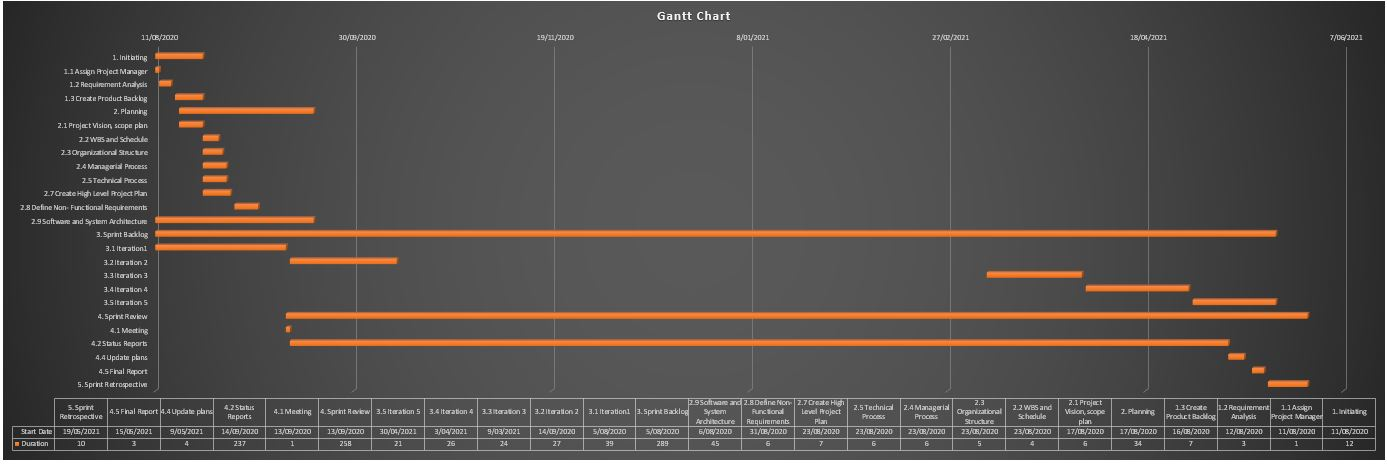 Gantt Chart
11/08/2020 30/09/2020 19/11/2020 8/01/2021 27/02/2021 18/04/2021 7/06/2021
1. Initiating
1.1 Assign Project Manager
1.2 Requirement Analysis
1.3 Create Product Backlog
2. Planning
2.1 Project Vision, scope plan
2.2 WBS and Schedule
2.3 Organizational Structure
2.4 Managerial Process
2.5 Technical Process
2.7 Create High Level Project Plan
2.8 Define Non- Functional Requirements
2.9 Software and System Architecture
3. Sprint Backlog
3.1 Iteration1
3.2 Iteration 2
3.3 Iteration 3
3.4 Iteration 4
3.5 Iteration 5
4. Sprint Review
4.1 Meeting
4.2 Status Reports
4.4 Update plans
4.5 Final Report
5. Sprint Retrospective
5. Sprint Retrospective 4.5 Final Report 4.4 Update plans 4.2 Status Reports 4.1 Meeting 4. Sprint Review 3.5 Iteration 5 3.4 Iteration 4 3.3 Iteration 3 3.2 Iteration 2 3.1 Iteration1 3. Sprint Backlog 2.9 Software and System Architecture 2.8 Define Non- Functional Requirements 2.7 Create High Level Project Plan 2.5 Technical Process 2.4 Managerial Process 2.3 Organizational Structure 2.2 WBS and Schedule 2.1 Project Vision, scope plan 2. Planning 1.3 Create Product Backlog 1.2 Requirement Analysis 1.1 Assign Project Manager 1. Initiating
Start Date 19/05/2021 15/05/2021 9/05/2021 14/09/2020 13/09/2020 13/09/2020 30/04/2021 3/04/2021 9/03/2021 14/09/2020 5/08/2020 5/08/2020 6/08/2020 31/08/2020 23/08/2020 23/08/2020 23/08/2020 23/08/2020 23/08/2020 17/08/2020 17/08/2020 16/08/2020 12/08/2020 11/08/2020 11/08/2020
Duration 10 3 4 237 1 258 21 26 24 27 39 289 45 6 7 6 6 5 4 6 34 7 3 1 12